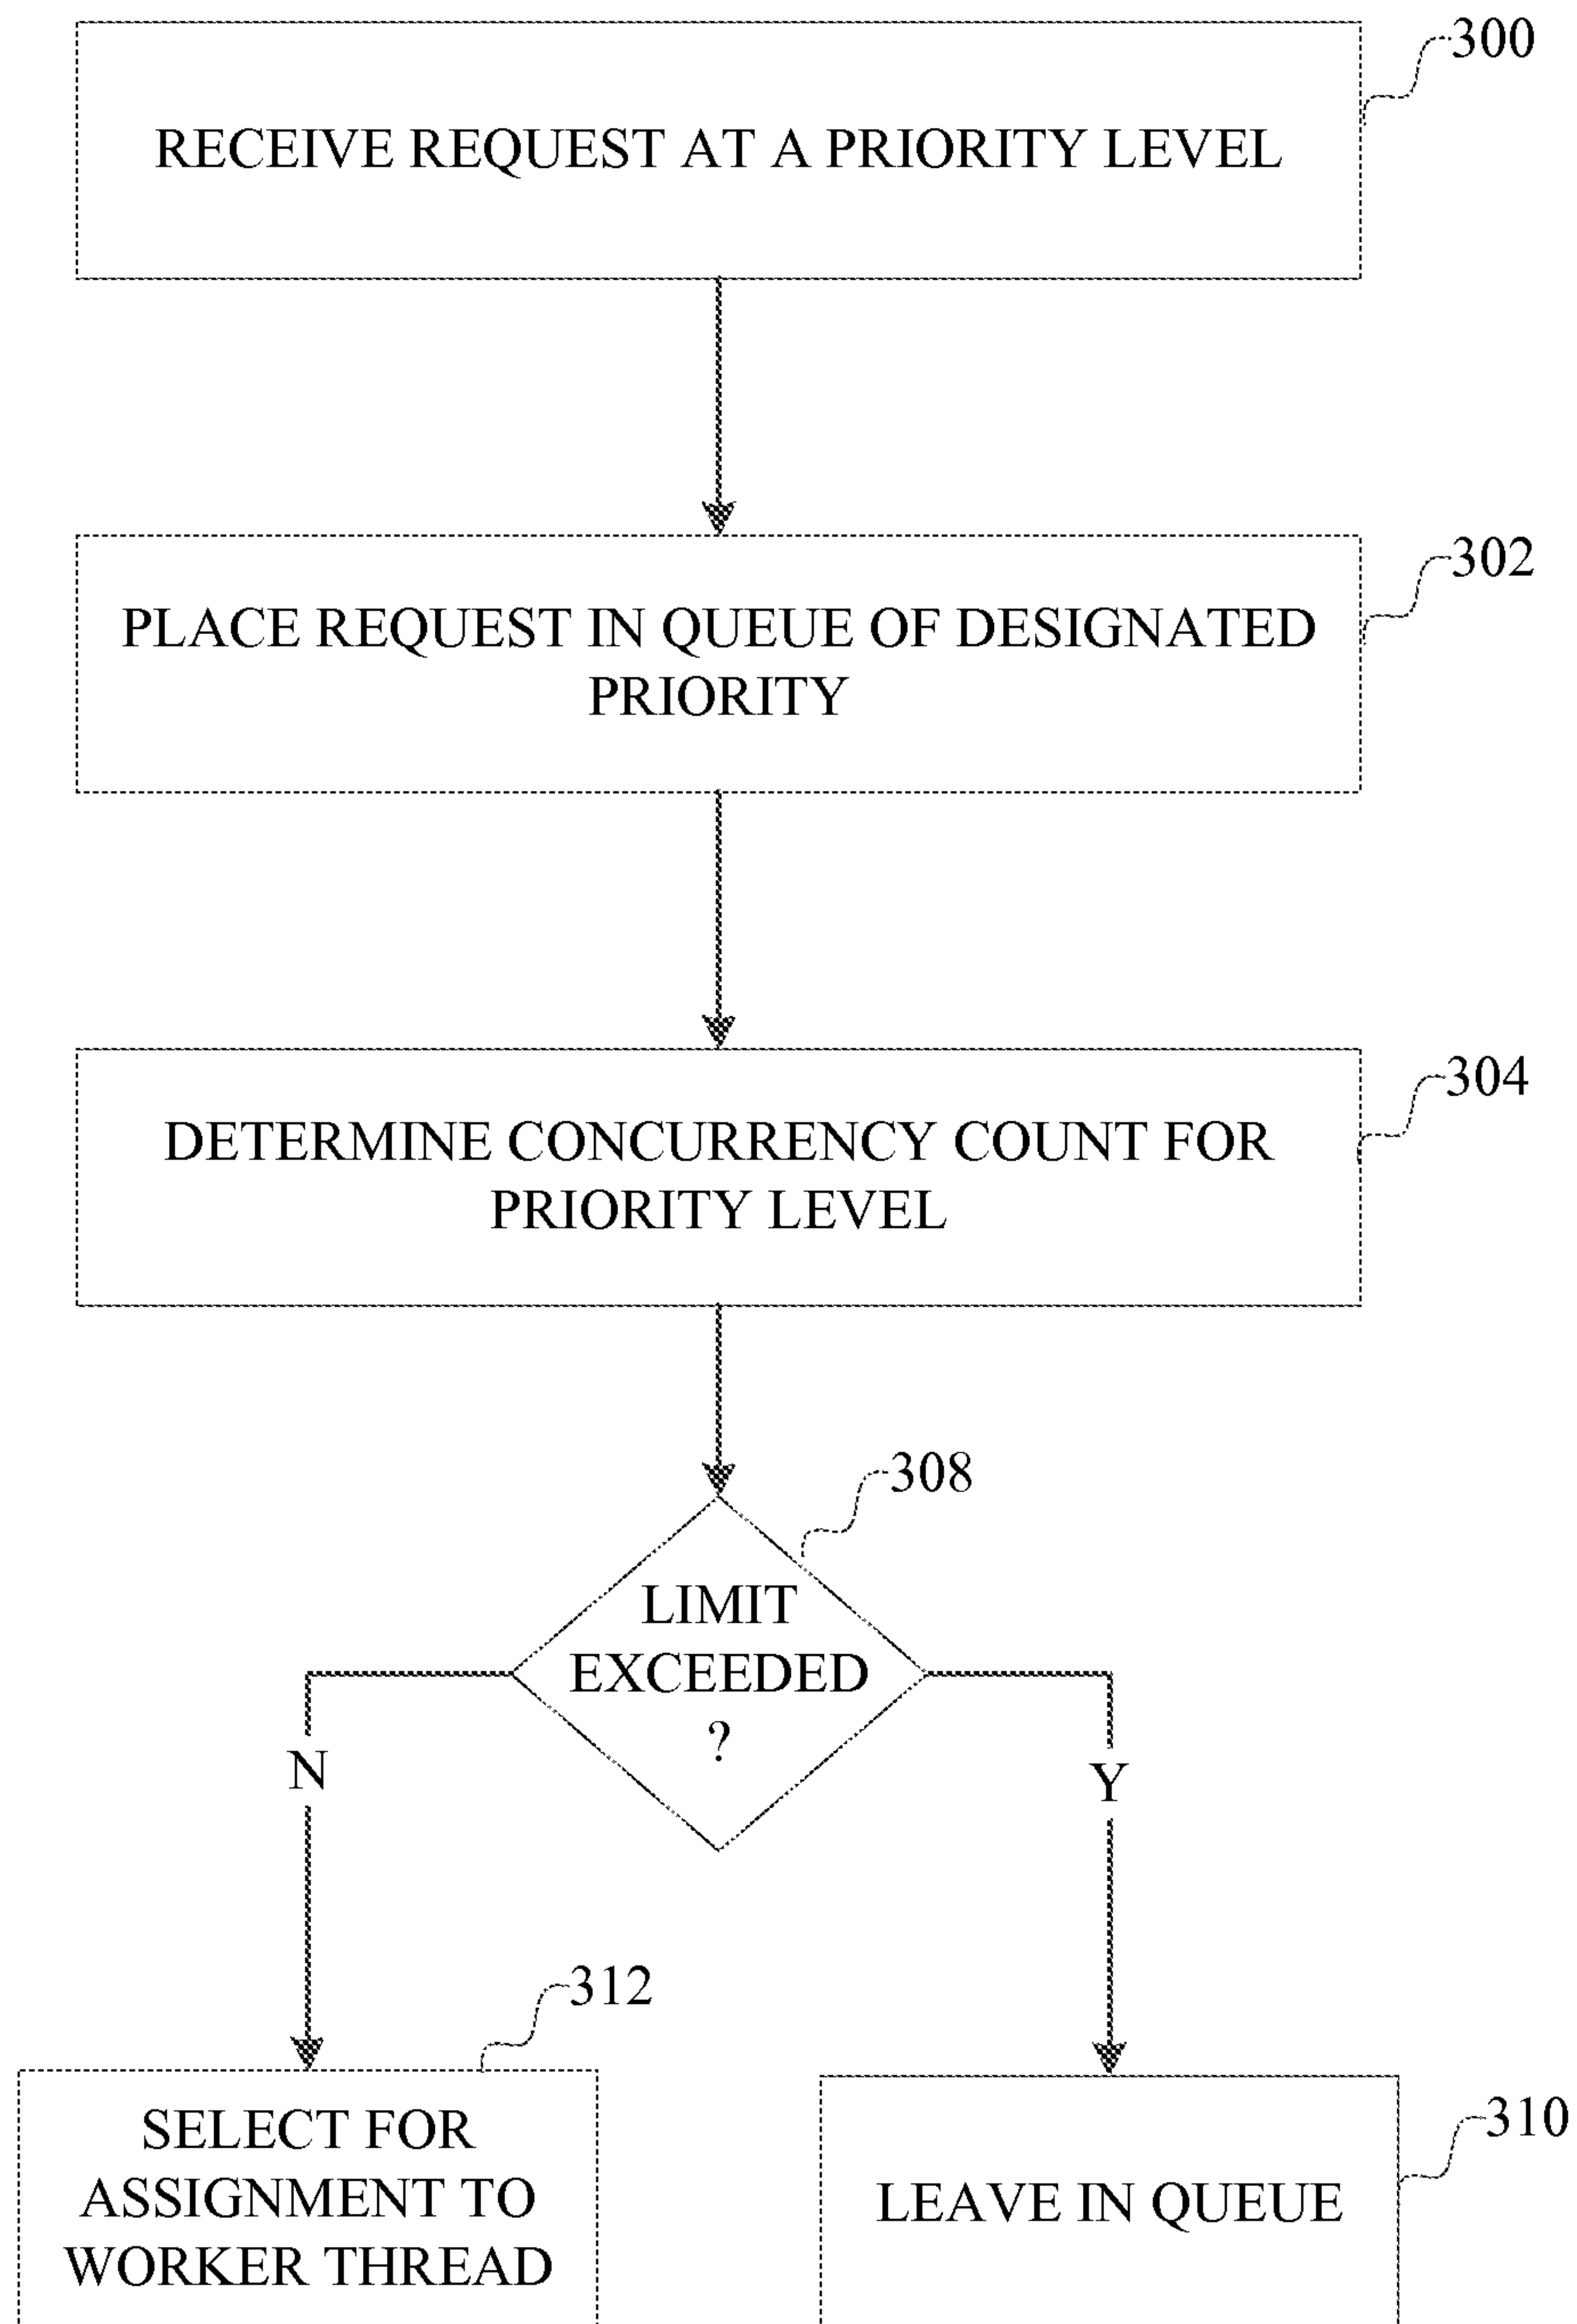 300
RECEIVE REQUEST AT A PRIORITY LEVEL
302
PLACE REQUEST IN QUEUE OF DESIGNATED
PRIORITY
304
DETERMINE CONCURRENCY COUNT FOR
PRIORITY LEVEL
308
LIMIT
EXCEEDED
?
N
Y
312
SELECT FOR
ASSIGNMENT TO
WORKER THREAD
310
LEAVE IN QUEUE